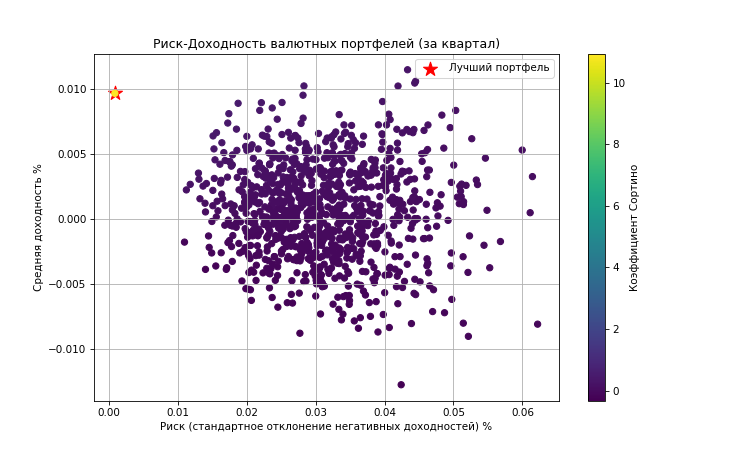 Риск-Доходность валютных портфелей (за квартал)
Лучший портфель
0.010
0.005
0.000
−0.005
−0.010
Средняя доходность %
0.00 0.01 0.02 0.03 0.04 0.05 0.06
Риск (стандартное отклонение негативных доходностей) %
10
8
6
4
2
0
Коэффициент Сортино